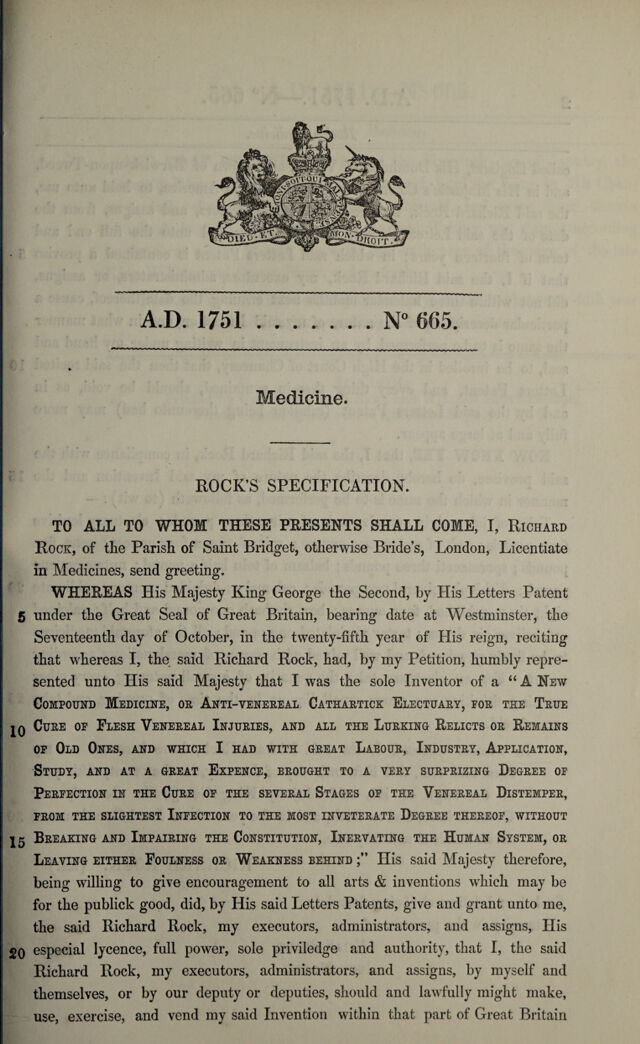 HONI·SOIT·QUI·MAL
DIEU·ET·
MON·DROIT·
A.D. 1751 . . . . . . . N° 665.
Medicine.
ROCK'S SPECIFICATION.
TO ALL TO WHOM THESE PRESENTS SHALL COME, I, RICHARD
ROCK, of the Parish of Saint Bridget, otherwise Bride's, London, Licentiate
in Medicines, send greeting.
WHEREAS His Majesty King George the Second, by His Letters Patent
5 under the Great Seal of Great Britain, bearing date at Westminster, the
Seventeenth day of October, in the twenty-fifth year of His reign, reciting
that whereas I, the said Richard Rock, had, by my Petition, humbly repre-
sented unto His said Majesty that I was the sole Inventor of a “A NEW
COMPOUND MEDICINE, OR ANTI-VENEREAL CATHARTICK ELECTUARY, FOR THE TRUE
10 CURE OF FLESH VENEREAL INJURIES, AND ALL THE LURKING RELICTS OR REMAINS
OF OLD ONES, AND WHICH I HAD WITH GREAT LABOUR, INDUSTRY, APPLICATION,
STUDY, AND AT A GREAT EXPENCE, BROUGHT TO A VERY SURPRIZING DEGREE OF
PERFECTION IN THE CURE OF THE SEVERAL STAGES OF THE VENEREAL DISTEMPER,
FROM THE SLIGHTEST INFECTION TO THE MOST INVETERATE DEGREE THEREOF, WITHOUT
15 BREAKING AND IMPAIRING THE CONSTITUTION, INERVATING THE HUMAN SYSTEM, OR
LEAVING EITHER FOULNESS OR WEAKNESS BEHIND;” His said Majesty therefore,
being willing to give encouragement to all arts & inventions which may be
for the publick good, did, by His said Letters Patents, give and grant unto me,
the said Richard Rock, my executors, administrators, and assigns, His
20 especial lycence, full power, sole priviledge and authority, that I, the said
Richard Rock, my executors, administrators, and assigns, by myself and
themselves, or by our deputy or deputies, should and lawfully might make,
use, exercise, and vend my said Invention within that part of Great Britain